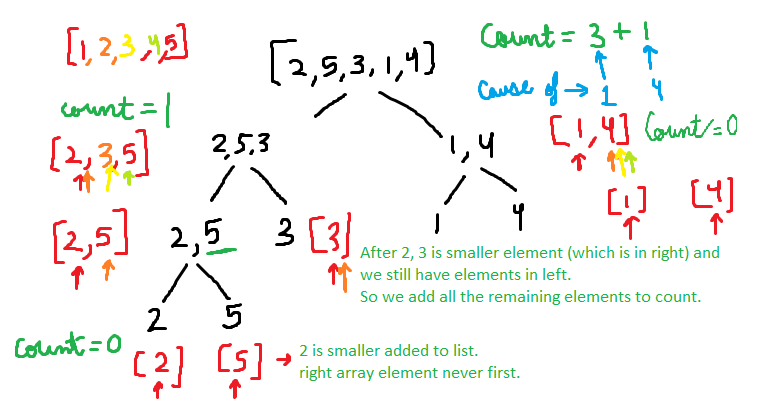 [1,2,3,4,5]
[2,5,3,1,4]
Count = 3 + 1
Cause of → 1 4
count = 1
[2,3,5]
2,5,3
1,4
[1,4] Count = 0
[2,5]
2,5
3 [3]
1
4
[1]
[4]
After 2, 3 is smaller element (which is in right) and
we still have elements in left.
So we add all the remaining elements to count.
2
5
Count = 0
[2]
[5] → 2 is smaller added to list.
right array element never first.